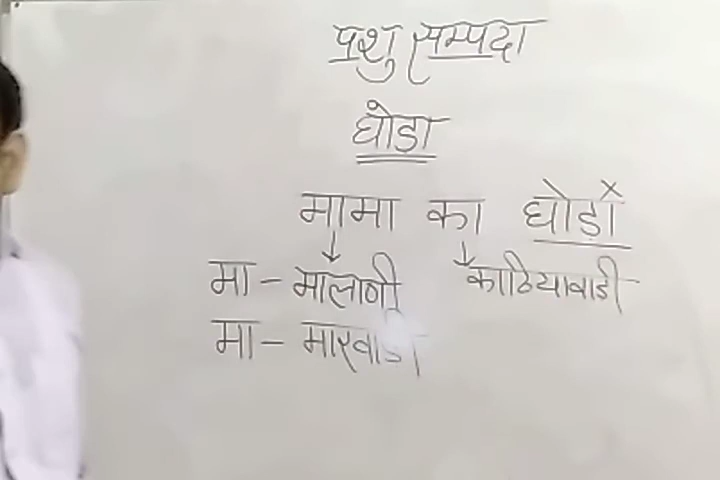 पशु सम्पदा
घोड़ा
मामा का घोड़ों
मा - मालाणी काठियावाडी
मा - मारवाडी